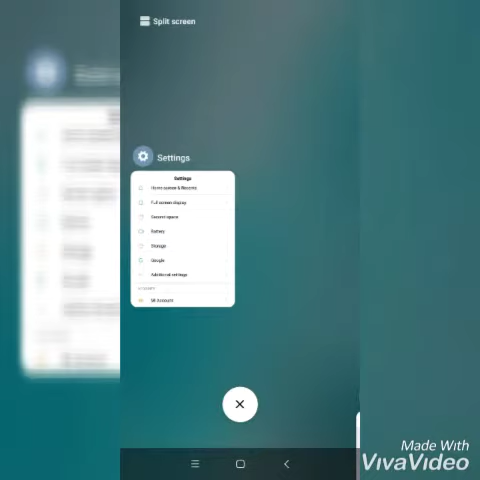 Split screen
Settings
Settings
Home screen & Recents
Full screen display
Second space
Battery
Storage
Google
Additional settings
Mi Account
Made With
VivaVideo